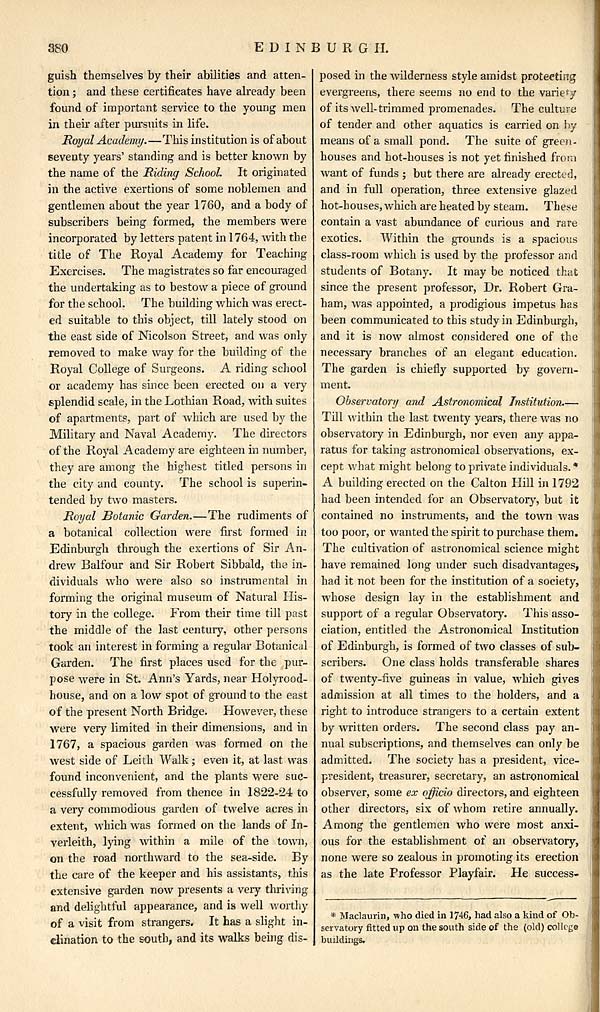 380
EDINBURGH.
guish themselves by their abilities and atten-
tion; and these certificates have already been
found of important service to the young men
in their after pursuits in life.
Royal Academy.—This institution is of about
seventy years' standing and is better known by
the name of the Riding School. It originated
in the active exertions of some noblemen and
gentlemen about the year 1760, and a body of
subscribers being formed, the members were
incorporated by letters patent in 1764, with the
title of The Royal Academy for Teaching
Exercises. The magistrates so far encouraged
the undertaking as to bestow a piece of ground
for the school. The building which was erect-
ed suitable to this object, till lately stood on
the east side of Nicolson Street, and was only
removed to make way for the building of the
Royal College of Surgeons. A riding school
or academy has since been erected on a very
splendid scale, in the Lothian Road, with suites
of apartments, part of which are used by the
Military and Naval Academy. The directors
of the Royal Academy are eighteen in number,
they are among the highest titled persons in
the city and county. The school is superin-
tended by two masters.
Royal Botanic Garden.—The rudiments of
a botanical collection were first formed in
Edinburgh through the exertions of Sir An-
drew Balfour and Sir Robert Sibbald, the in-
dividuals who were also so instrumental in
forming the original museum of Natural His-
tory in the college. From their time till past
the middle of the last century, other persons
took an interest in forming a regular Botanical
Garden. The first places used for the pur-
pose were in St. Ann's Yards, near Holyrood-
house, and on a low spot of ground to the east
of the present North Bridge. However, these
were very limited in their dimensions, and in
1767, a spacious garden was formed on the
west side of Leith Walk; even it, at last was
found inconvenient, and the plants were suc-
cessfully removed from thence in 1822-24 to
a very commodious garden of twelve acres in
extent, which was formed on the lands of In-
verleith, lying within a mile of the town,
on the road northward to the sea-side. By
the care of the keeper and his assistants, this
extensive garden now presents a very thriving
and delightful appearance, and is well worthy
of a visit from strangers. It has a slight in-
clination to the south, and its walks being dis-
posed in the wilderness style amidst protecting
evergreens, there seems no end to the variety
of its well-trimmed promenades. The culture
of tender and other aquatics is carried on by
means of a small pond. The suite of green-
houses and hot-houses is not yet finished from
want of funds; but there are already erected,
and in full operation, three extensive glazed
hot-houses, which are heated by steam. These
contain a vast abundance of curious and rare
exotics. Within the grounds is a spacious
class-room which is used by the professor and
students of Botany. It may be noticed that
since the present professor, Dr. Robert Gra-
ham, was appointed, a prodigious impetus has
been communicated to this study in Edinburgh,
and it is now almost considered one of the
necessary branches of an elegant education.
The garden is chiefly supported by govern-
ment.
Observatory and Astronomical Institution.—
Till within the last twenty years, there was no
observatory in Edinburgh, nor even any appa-
ratus for taking astronomical observations, ex-
cept what might belong to private individuals.*
A building erected on the Calton Hill in 1792
had been intended for an Observatory, but it
contained no instruments, and the town was
too poor, or wanted the spirit to purchase them.
The cultivation of astronomical science might
have remained long under such disadvantages,
had it not been for the institution of a society,
whose design lay in the establishment and
support of a regular Observatory. This asso-
ciation, entitled the Astronomical Institution
of Edinburgh, is formed of two classes of sub-
scribers. One class holds transferable shares
of twenty-five guineas in value, which gives
admission at all times to the holders, and a
right to introduce strangers to a certain extent
by written orders. The second class pay an-
nual subscriptions, and themselves can only be
admitted. The society has a president, vice-
president, treasurer, secretary, an astronomical
observer, some ex officio directors, and eighteen
other directors, six of whom retire annually.
Among the gentlemen who were most anxi-
ous for the establishment of an observatory,
none were so zealous in promoting its erection
as the late Professor Playfair. He success-
* Maclaurin, who died in 1746, had also a kind of Ob-
servatory fitted up on the south side of the (old) college
buildings.